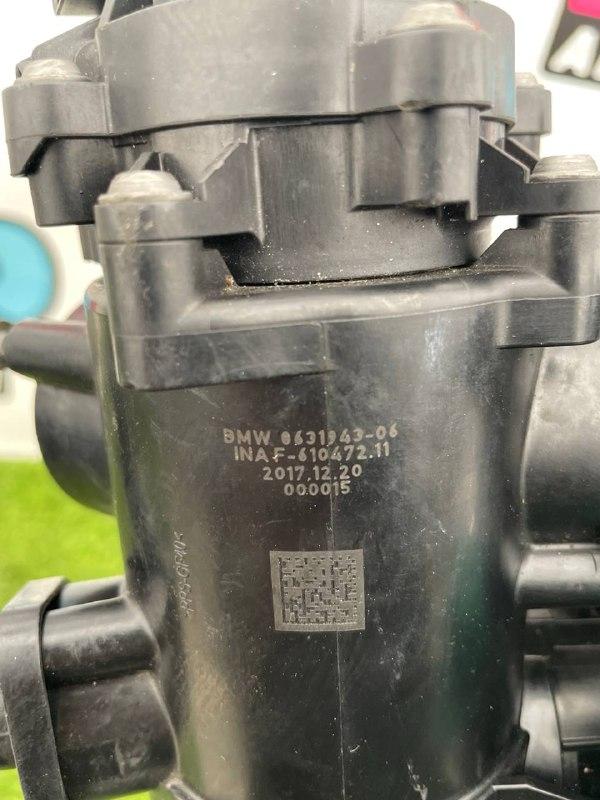 BMW 8631943-06
INA F-610472.11
2017.12.20
000015